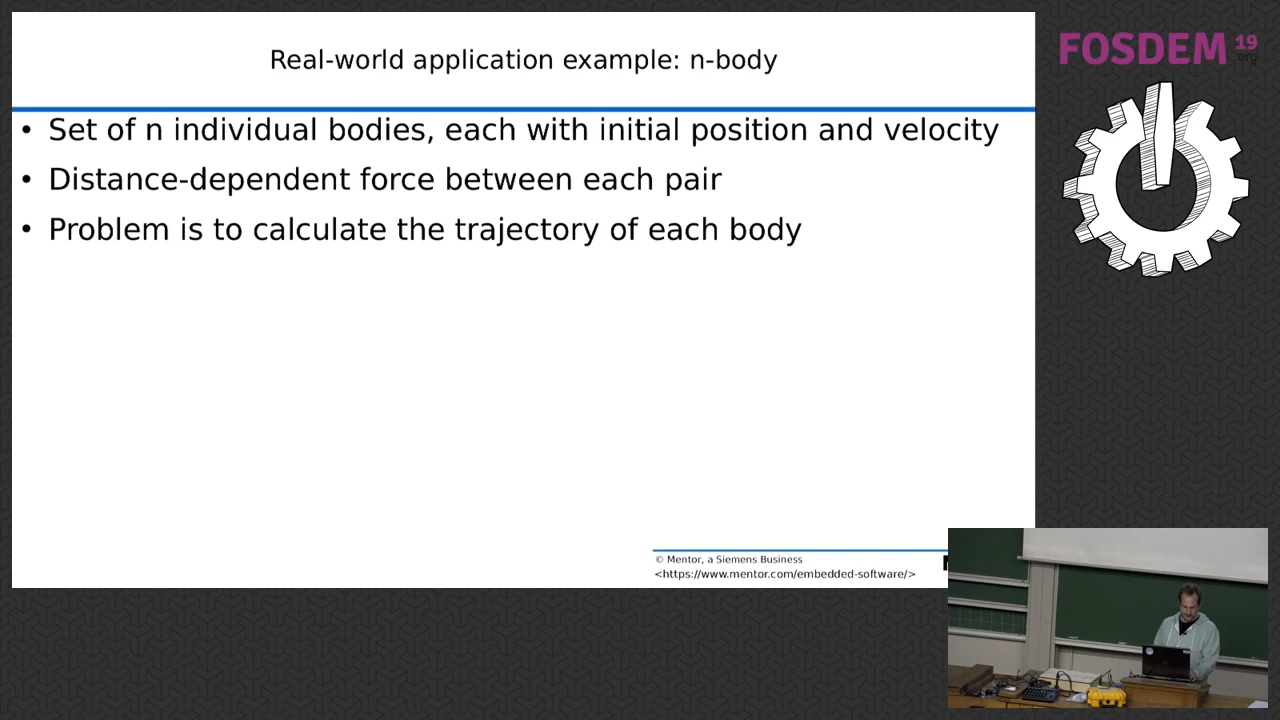 Real-world application example: n-body
• Set of n individual bodies, each with initial position and velocity
• Distance-dependent force between each pair
• Problem is to calculate the trajectory of each body
© Mentor, a Siemens Business
<https://www.mentor.com/embedded-software/>
FOSDEM 19
.org